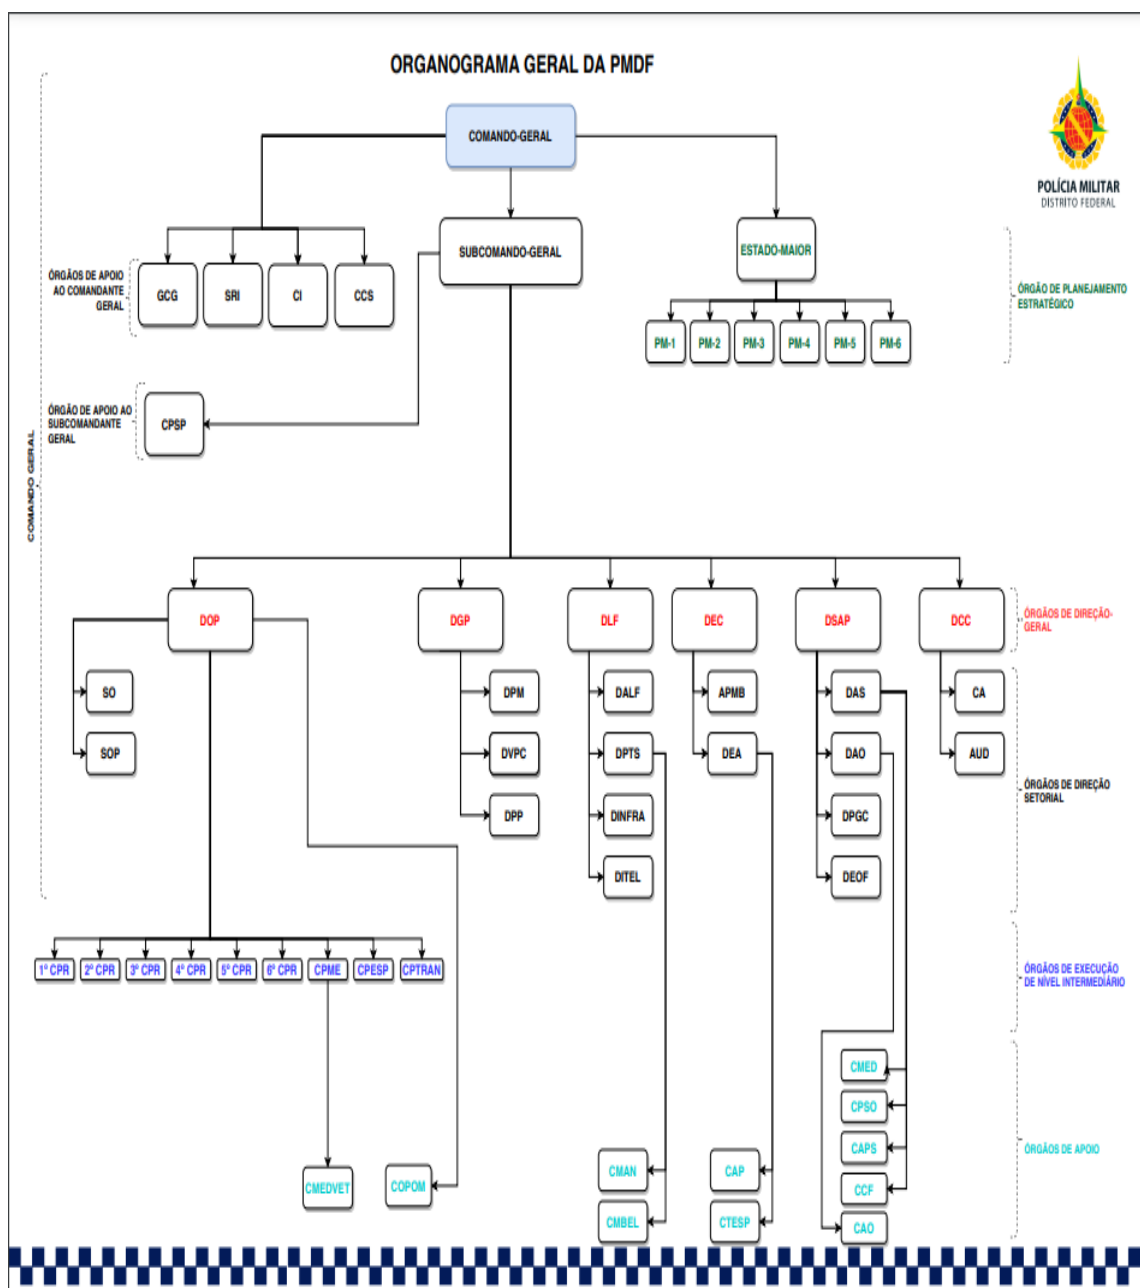 ORGANOGRAMA GERAL DA PMDF
COMANDO-GERAL
POLÍCIA MILITAR
DISTRITO FEDERAL
SUBCOMANDO-GERAL
ESTADO-MAIOR
ÓRGÃOS DE APOIO
AO COMANDANTE
GERAL
GCG
SRI
CI
CCS
ÓRGÃO DE PLANEJAMENTO
ESTRATÉGICO
PM-1
PM-2
PM-3
PM-4
PM-5
PM-6
ÓRGÃO DE APOIO AO
SUBCOMANDANTE
GERAL
CPSP
COMANDO GERAL
DOP
DGP
DLF
DEC
DSAP
DCC
ÓRGÃOS DE DIREÇÃO-
GERAL
SO
DPM
DALF
APMB
DAS
CA
SOP
DVPC
DPTS
DEA
DAO
AUD
ÓRGÃOS DE DIREÇÃO
SETORIAL
DPP
DINFRA
DPGC
DITEL
DEOF
1º CPR
2º CPR
3º CPR
4º CPR
5º CPR
6º CPR
CPME
CPESP
CPTRAN
ÓRGÃOS DE EXECUÇÃO
DE NÍVEL INTERMEDIÁRIO
CMED
CPSO
CAPS
ÓRGÃOS DE APOIO
CMEDVET
COPOM
CMAN
CAP
CCF
CMBEL
CTESP
CAO